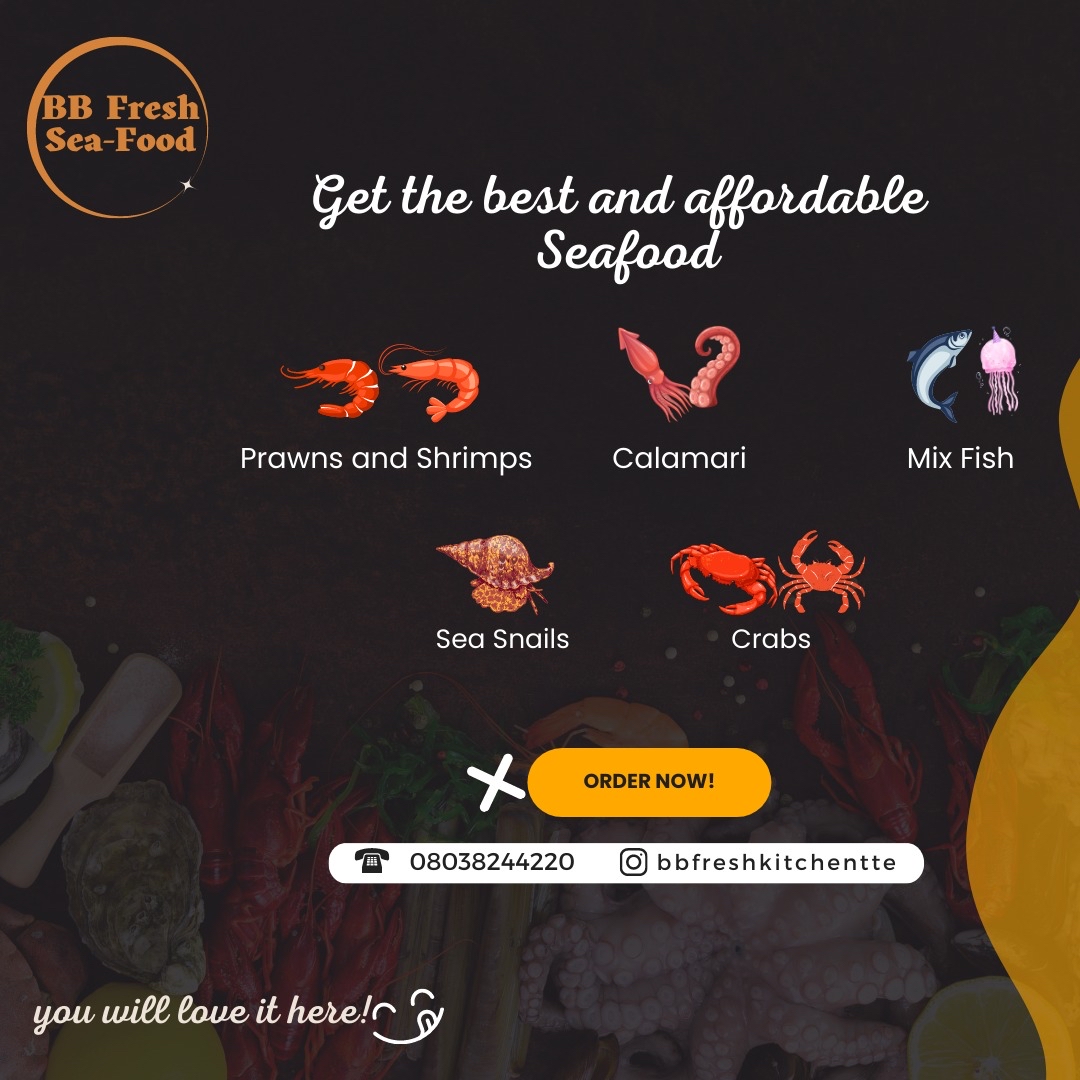 BB Fresh
Sea-Food
Get the best and affordable
Seafood
Prawns and Shrimps
Calamari
Mix Fish
Sea Snails
Crabs
ORDER NOW!
08038244220
bbfreshkitchentte
you will love it here!